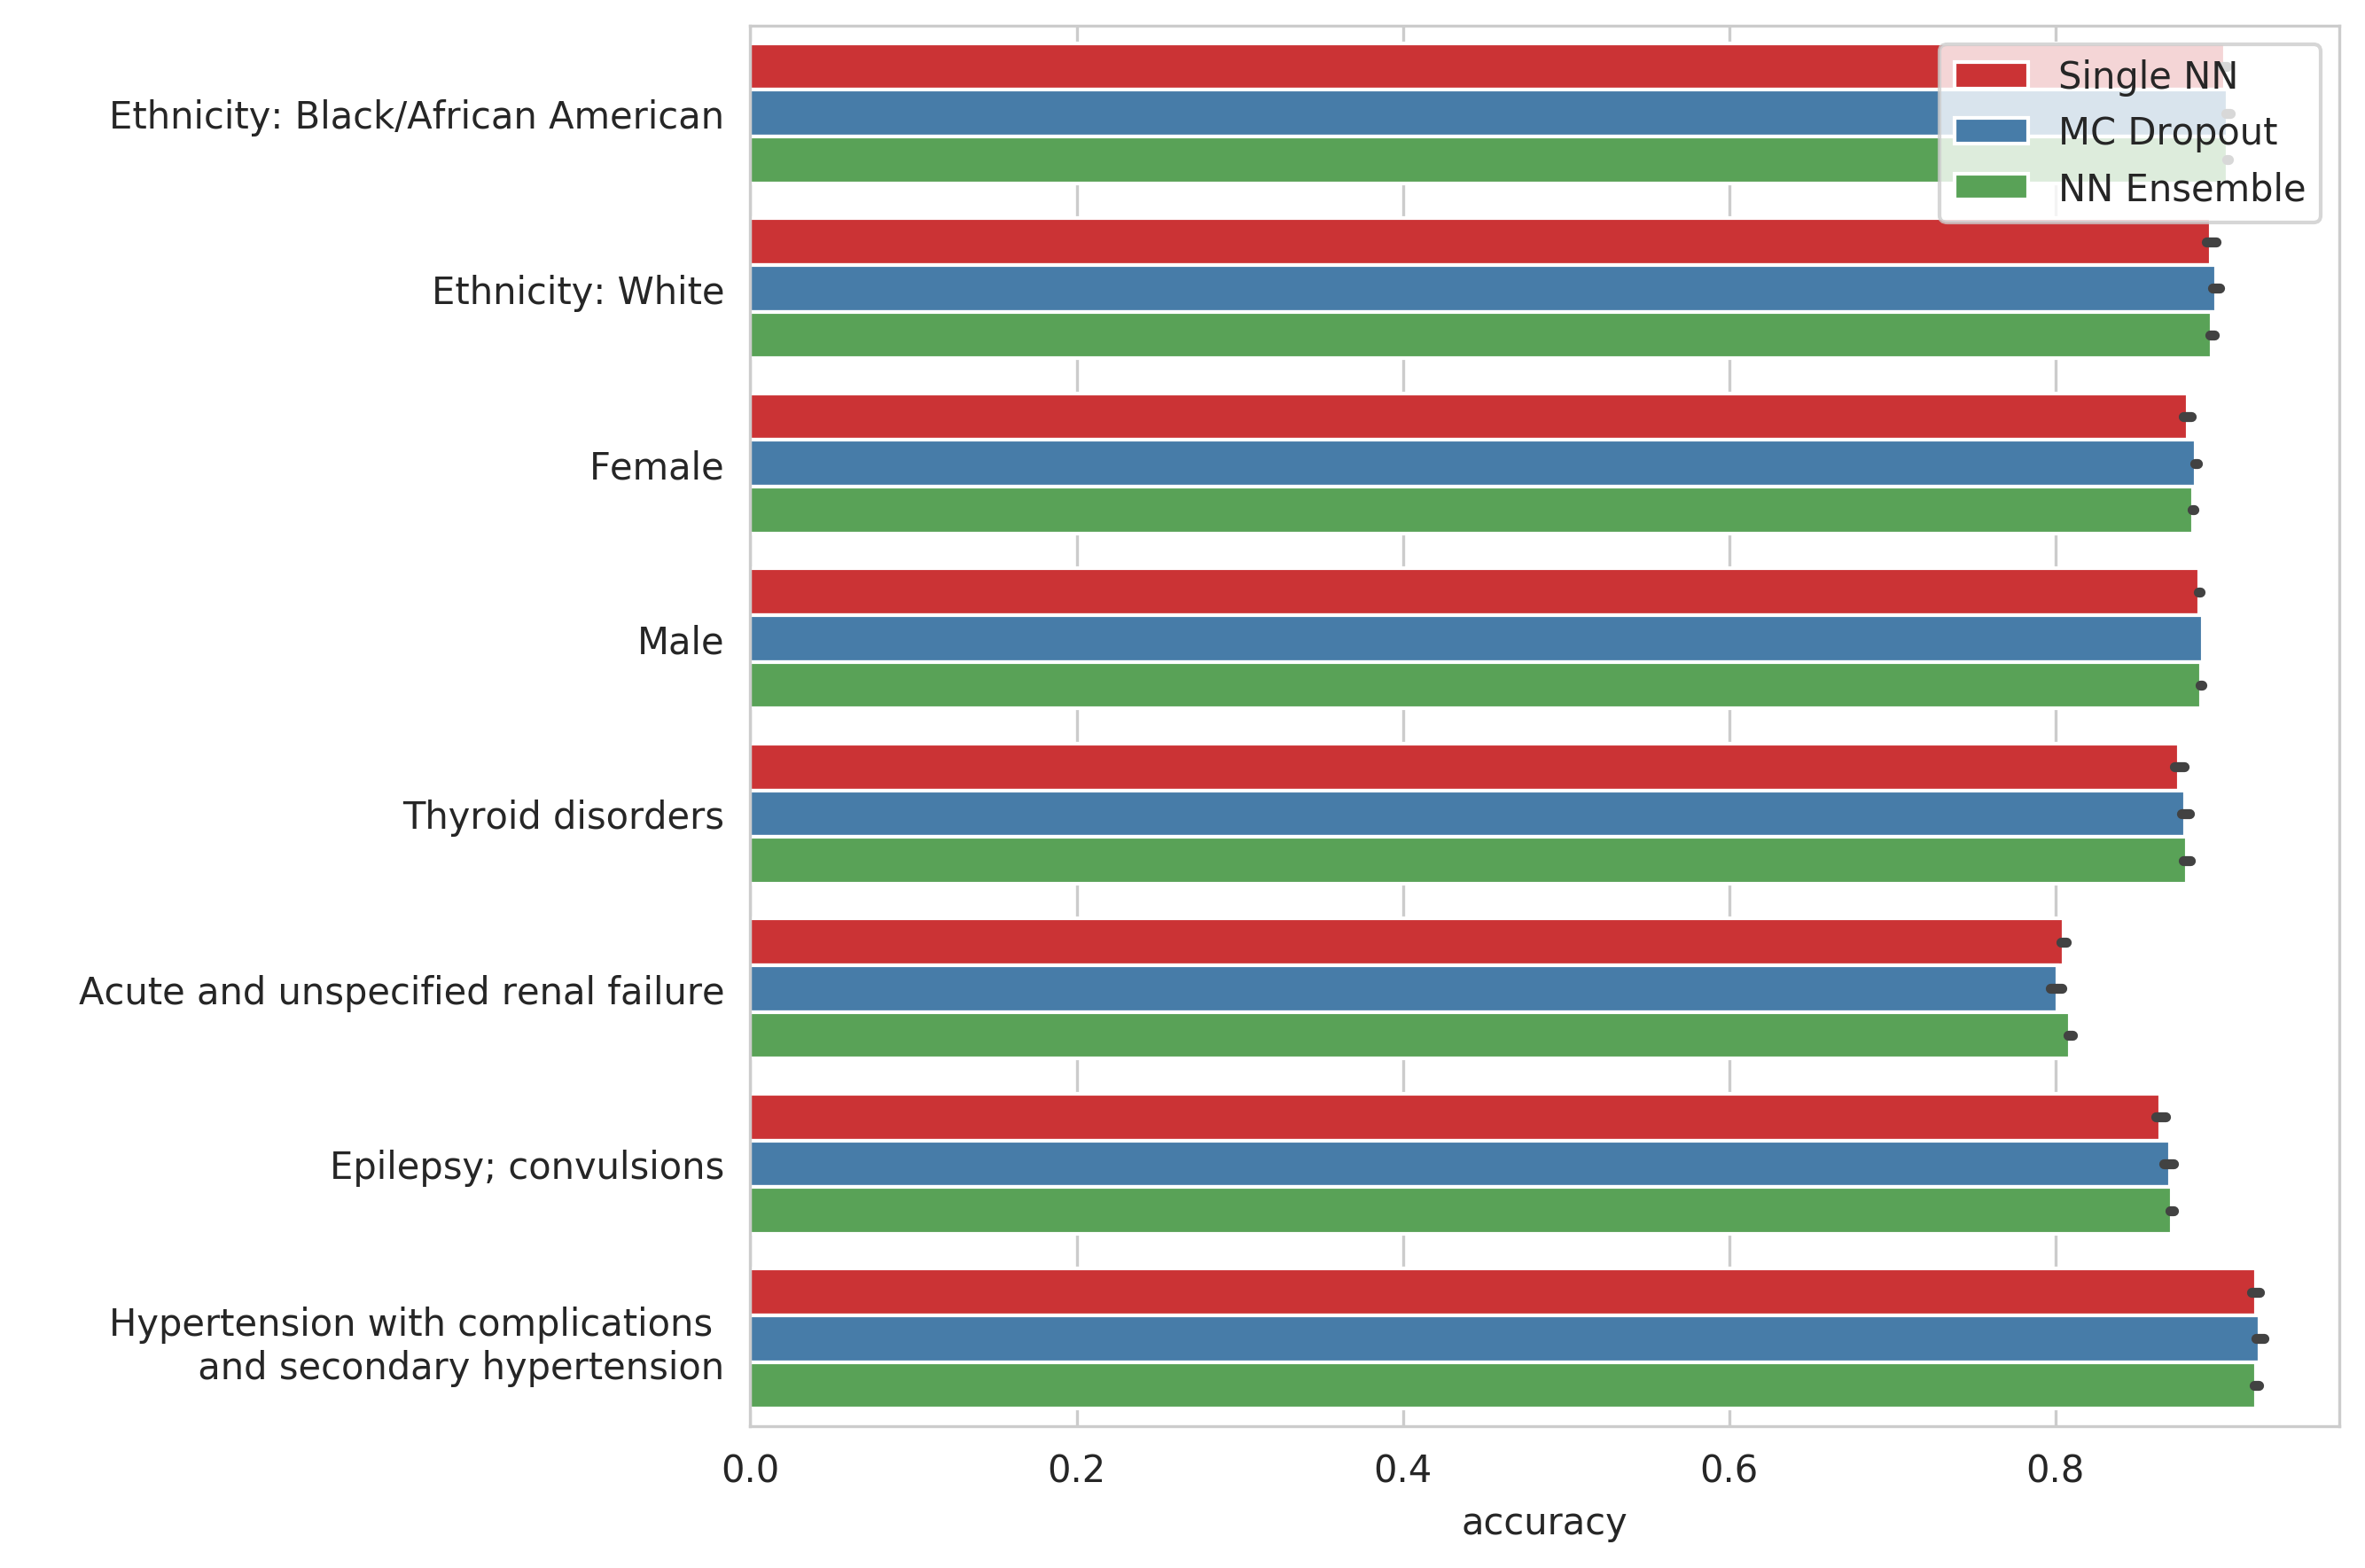 Single NN
MC Dropout
NN Ensemble
Ethnicity: Black/African American
Ethnicity: White
Female
Male
Thyroid disorders
Acute and unspecified renal failure
Epilepsy; convulsions
Hypertension with complications
and secondary hypertension
0.0 0.2 0.4 0.6 0.8
accuracy